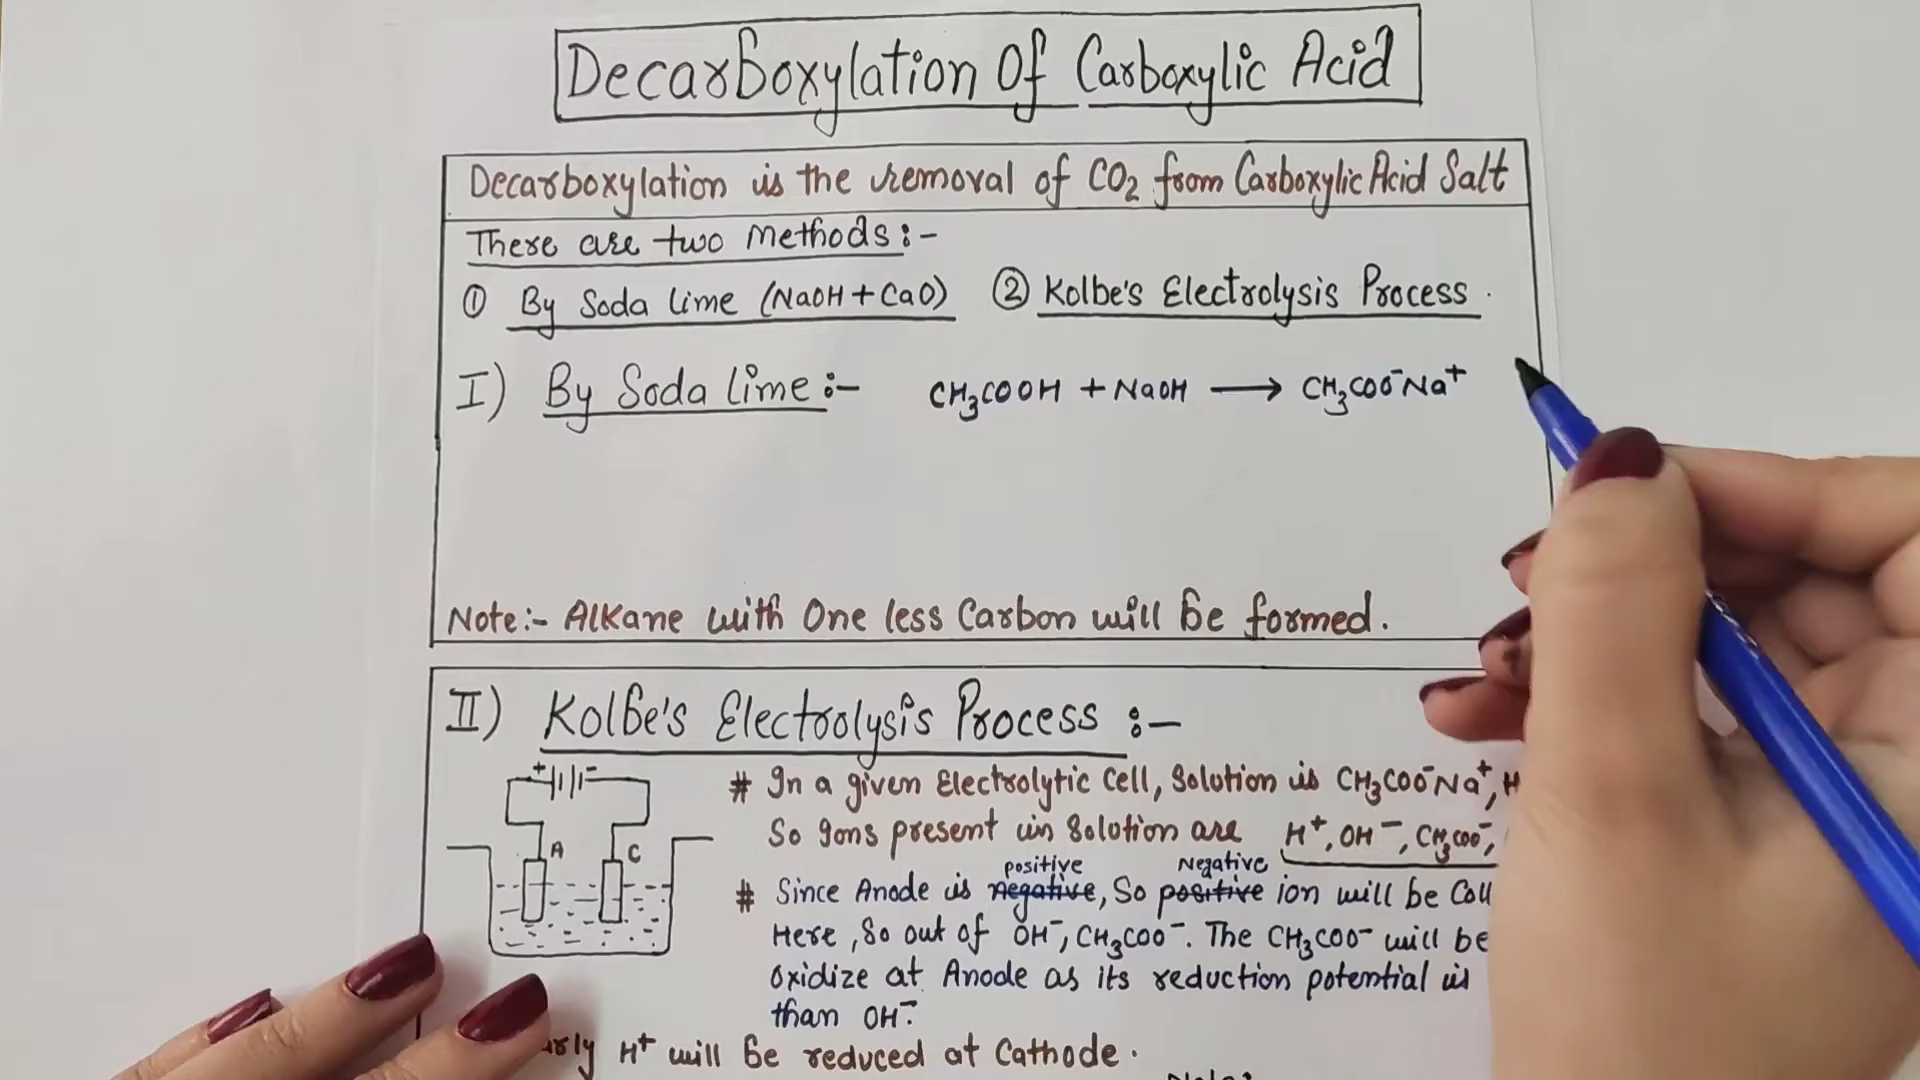 Decarboxylation Of Carboxylic Acid
Decarboxylation is the removal of CO₂ from Carboxylic Acid Salt
There are two Methods:-
① By Soda lime (NaOH+CaO) ② Kolbe's Electrolysis Process.
I) By Soda lime:- CH₃COOH + NaOH ⟶ CH₃COO⁻Na⁺
Note:- Alkane with One less Carbon will be formed.
II) Kolbe's Electrolysis Process :-
+ -
A C
# In a given Electrolytic Cell, Solution is CH₃COO⁻Na⁺, H
So Ions present in Solution are H⁺, OH⁻, CH₃COO⁻,
positive Negative
# Since Anode is negative, So positive ion will be Coll
Here, So out of OH⁻, CH₃COO⁻. The CH₃COO⁻ will be
Oxidize at Anode as its reduction potential is
than OH⁻.
arly H⁺ will be reduced at Cathode.